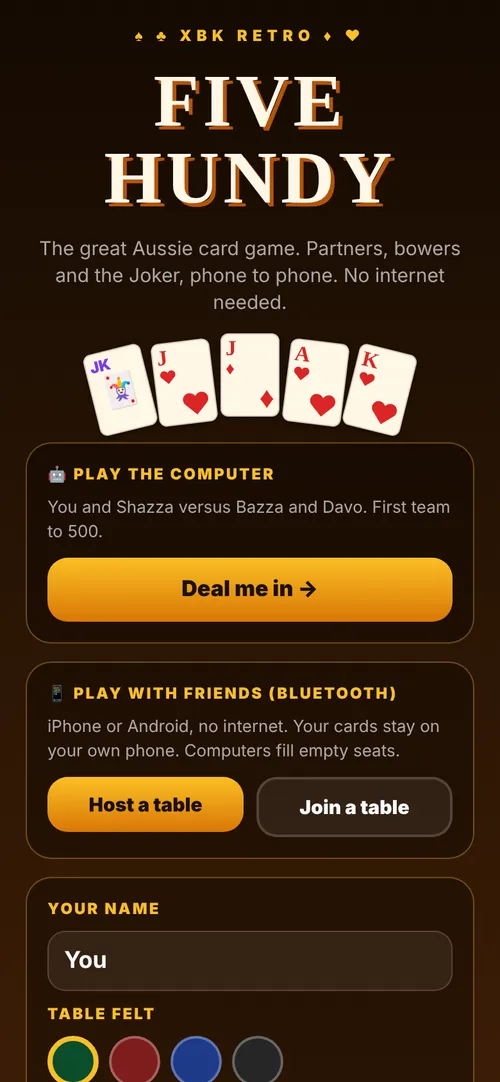 ♠ ♣ XBK RETRO ♦ ♥
FIVE
HUNDY
The great Aussie card game. Partners, bowers
and the Joker, phone to phone. No internet
needed.
JK
J
J
A
K
🤖 PLAY THE COMPUTER
You and Shazza versus Bazza and Davo. First team
to 500.
Deal me in →
📱 PLAY WITH FRIENDS (BLUETOOTH)
iPhone or Android, no internet. Your cards stay on
your own phone. Computers fill empty seats.
Host a table
Join a table
YOUR NAME
You
TABLE FELT